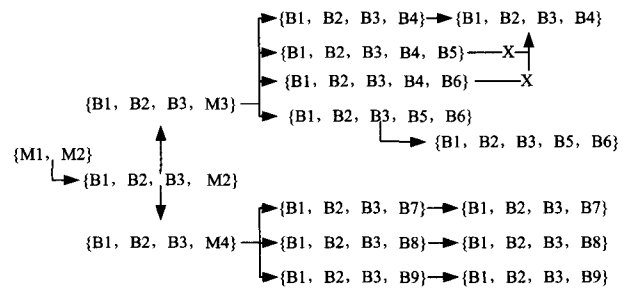 {B1, B2, B3, B4} {B1, B2, B3, B4}
{B1, B2, B3, B4, B5} X
{B1, B2, B3, B4, B6} X
{B1, B2, B3, M3}
{B1, B2, B3, B5, B6}
{B1, B2, B3, B5, B6}
{M1, M2}
{B1, B2, B3, M2}
{B1, B2, B3, B7} {B1, B2, B3, B7}
{B1, B2, B3, M4} {B1, B2, B3, B8} {B1, B2, B3, B8}
{B1, B2, B3, B9} {B1, B2, B3, B9}